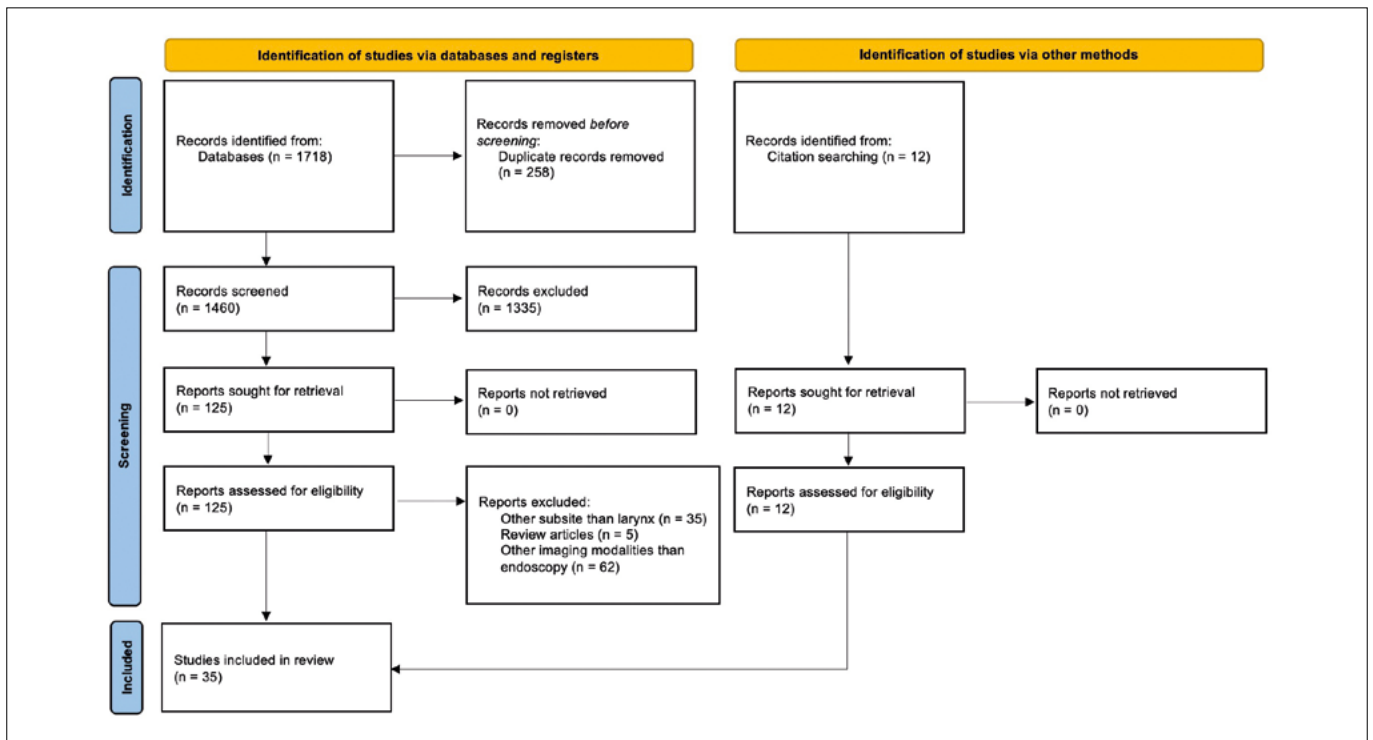 Identification of studies via databases and registers
Identification of studies via other methods
Identification
Records identified from:
Databases (n = 1718)
Records removed before
screening:
Duplicate records removed
(n = 258)
Records identified from:
Citation searching (n = 12)
Screening
Records screened
(n = 1460)
Records excluded
(n = 1335)
Reports sought for retrieval
(n = 125)
Reports not retrieved
(n = 0)
Reports sought for retrieval
(n = 12)
Reports not retrieved
(n = 0)
Reports assessed for eligibility
(n = 125)
Reports excluded:
Other subsite than larynx (n = 35)
Review articles (n = 5)
Other imaging modalities than
endoscopy (n = 62)
Reports assessed for eligibility
(n = 12)
Included
Studies included in review
(n = 35)